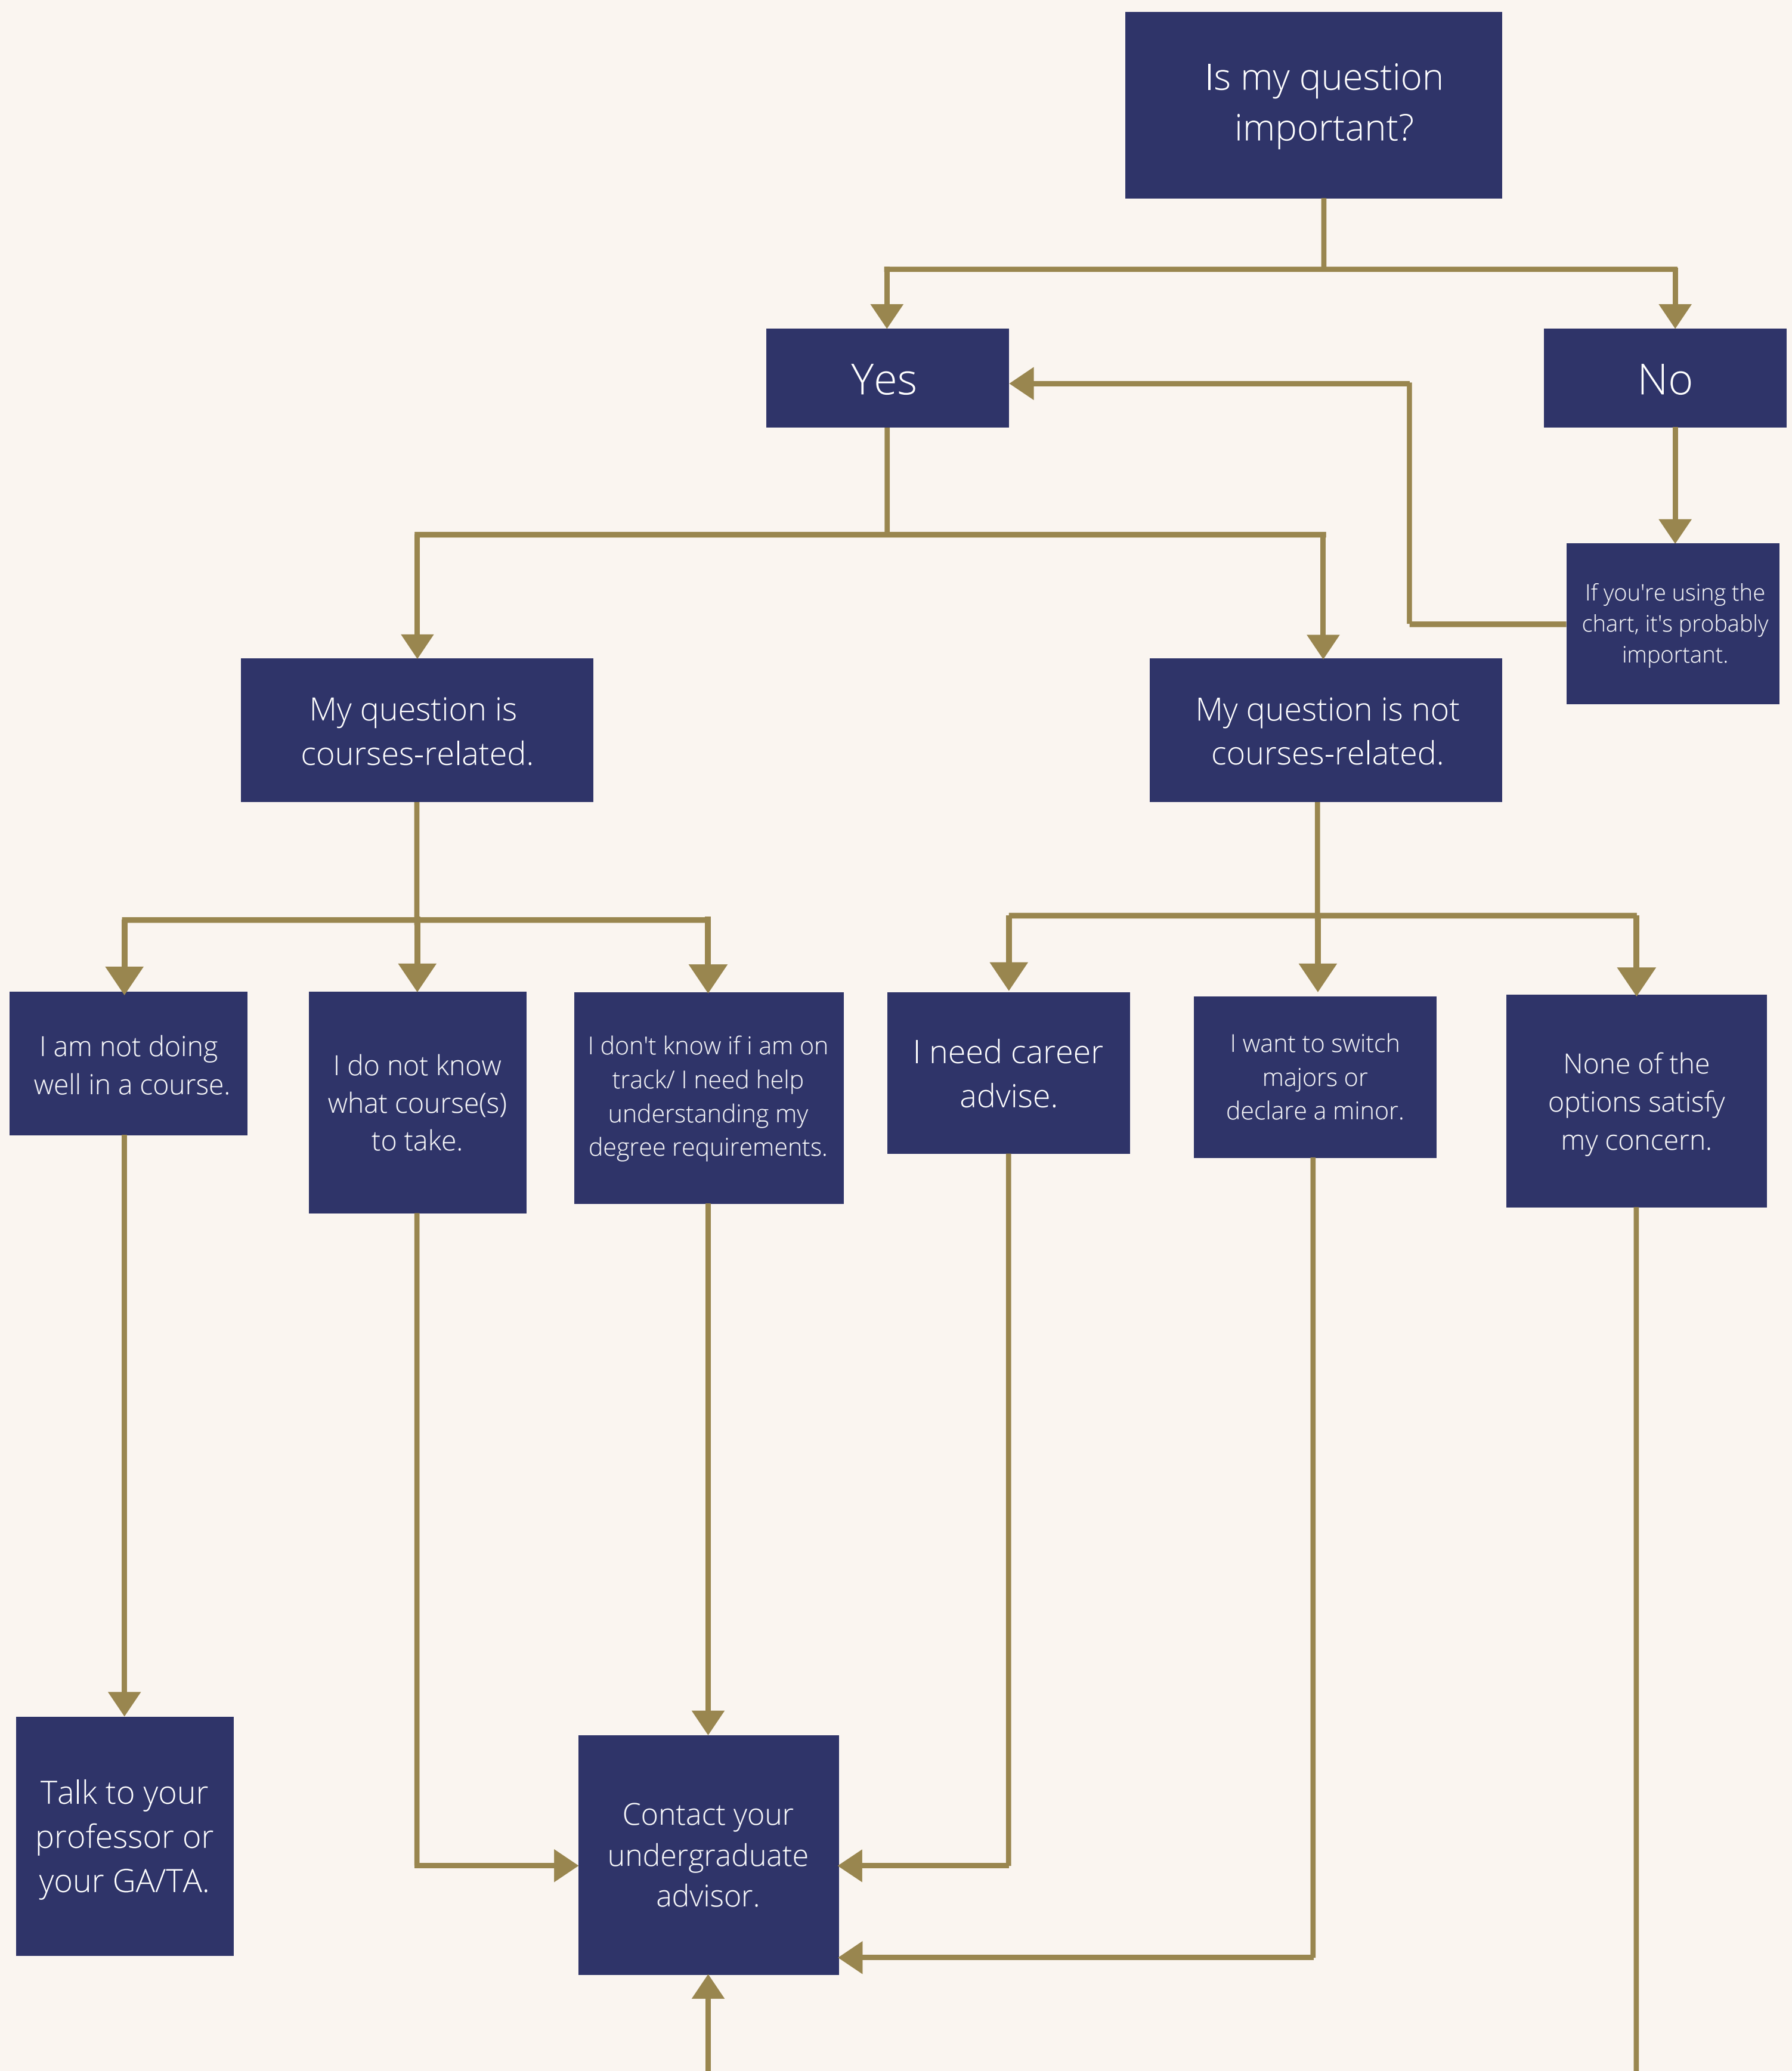 Is my question
important?
Yes
No
If you're using the
chart, it's probably
important.
My question is
courses-related.
My question is not
courses-related.
I am not doing
well in a course.
I do not know
what course(s)
to take.
I don't know if i am on
track/ I need help
understanding my
degree requirements.
I need career
advise.
I want to switch
majors or
declare a minor.
None of the
options satisfy
my concern.
Talk to your
professor or
your GA/TA.
Contact your
undergraduate
advisor.